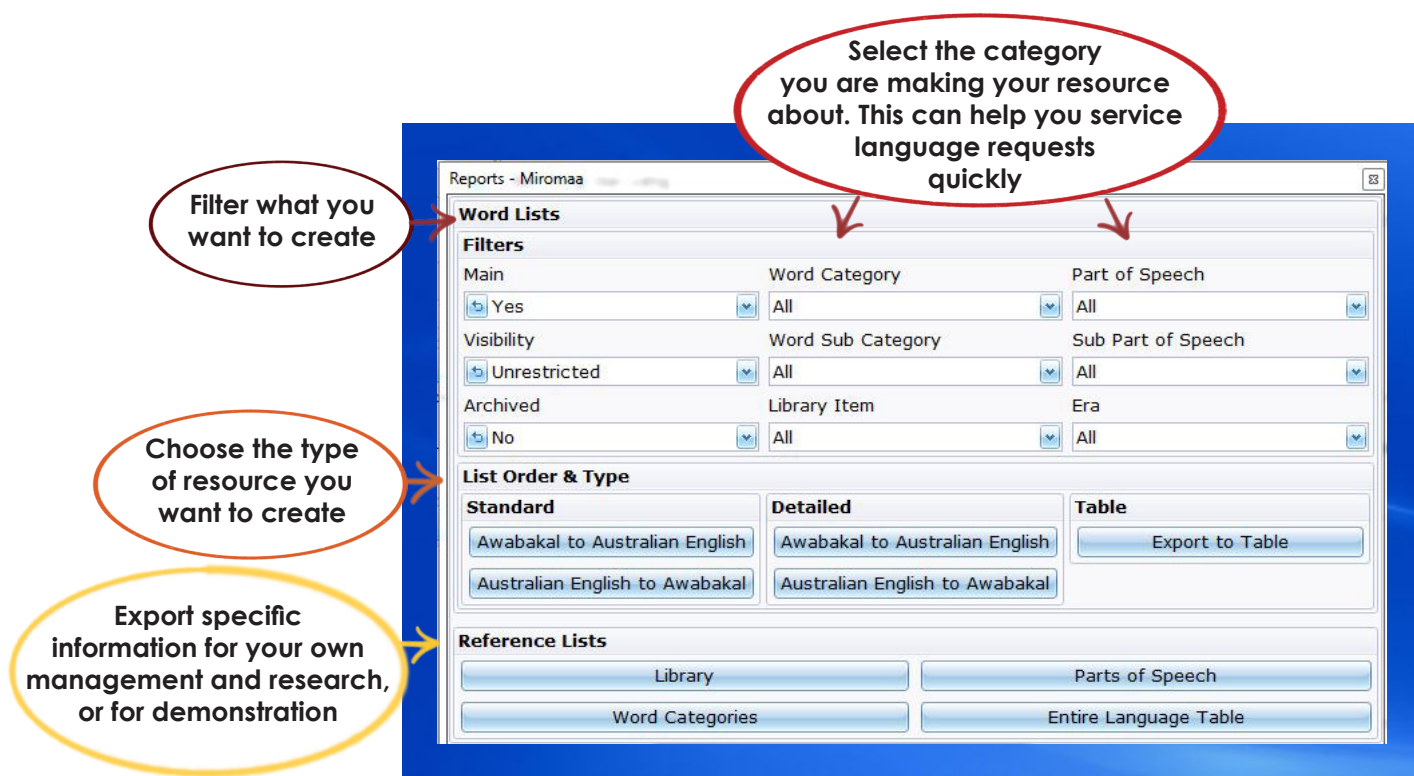 Select the category
you are making your resource
about. This can help you service
language requests
quickly
Filter what you
want to create
Reports - Miromaa
Word Lists
Filters
Main Word Category Part of Speech
Yes All All
Visibility Word Sub Category Sub Part of Speech
Unrestricted All All
Archived Library Item Era
No All All
Choose the type
of resource you
want to create
List Order & Type
Standard Detailed Table
Awabakal to Australian English Awabakal to Australian English Export to Table
Australian English to Awabakal Australian English to Awabakal
Export specific
information for your own
management and research,
or for demonstration
Reference Lists
Library Parts of Speech
Word Categories Entire Language Table